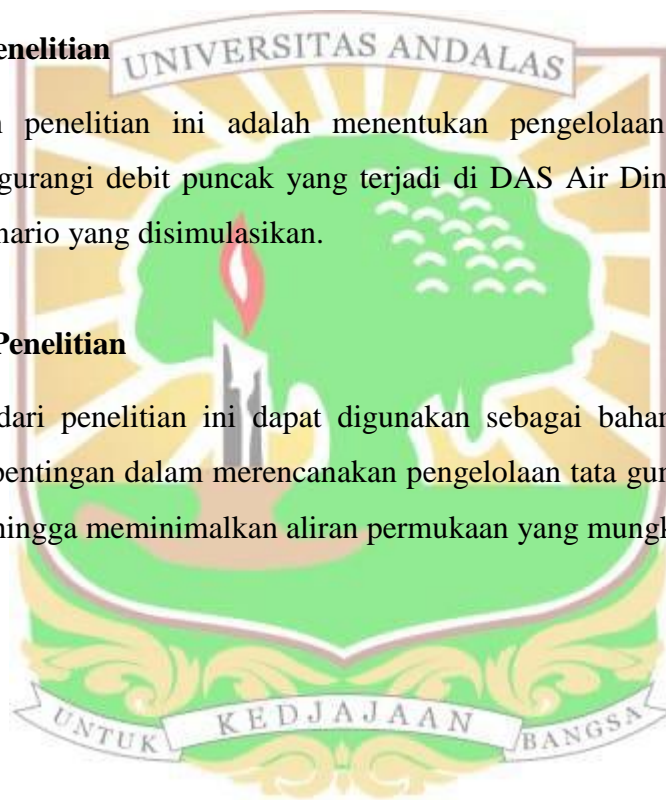 enelitian
UNIVERSITAS ANDALAS
penelitian ini adalah menentukan pengelolaan
gurangi debit puncak yang terjadi di DAS Air Din
nario yang disimulasikan.
Penelitian
dari penelitian ini dapat digunakan sebagai bahan
pentingan dalam merencanakan pengelolaan tata gu
hingga meminimalkan aliran permukaan yang mungk
UNTUK KEDJAJAAN BANGSA